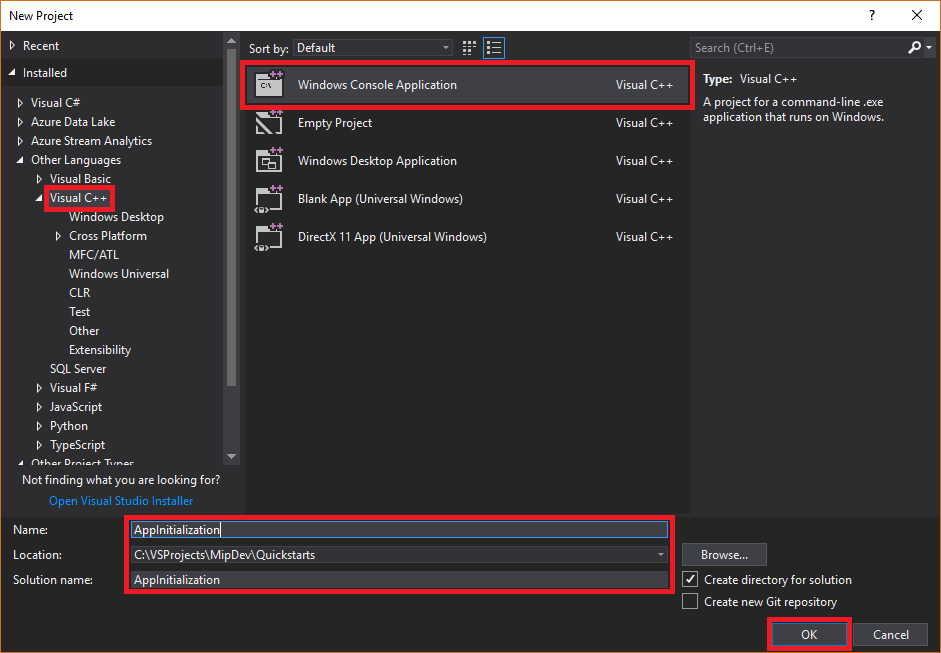 New Project
?
Recent
Installed
Visual C#
Azure Data Lake
Azure Stream Analytics
Other Languages
Visual Basic
Visual C++
Windows Desktop
Cross Platform
MFC/ATL
Windows Universal
CLR
Test
Other
Extensibility
SQL Server
Visual F#
JavaScript
Python
TypeScript
Other Project Types
Not finding what you are looking for?
Open Visual Studio Installer
Sort by: Default
Windows Console Application Visual C++
Empty Project Visual C++
Windows Desktop Application Visual C++
Blank App (Universal Windows) Visual C++
DirectX 11 App (Universal Windows) Visual C++
Search (Ctrl+E)
Type: Visual C++
A project for a command-line .exe
application that runs on Windows.
Name: AppInitialization
Location: C:\VSProjects\MipDev\Quickstarts
Browse...
Solution name: AppInitialization
Create directory for solution
Create new Git repository
OK Cancel